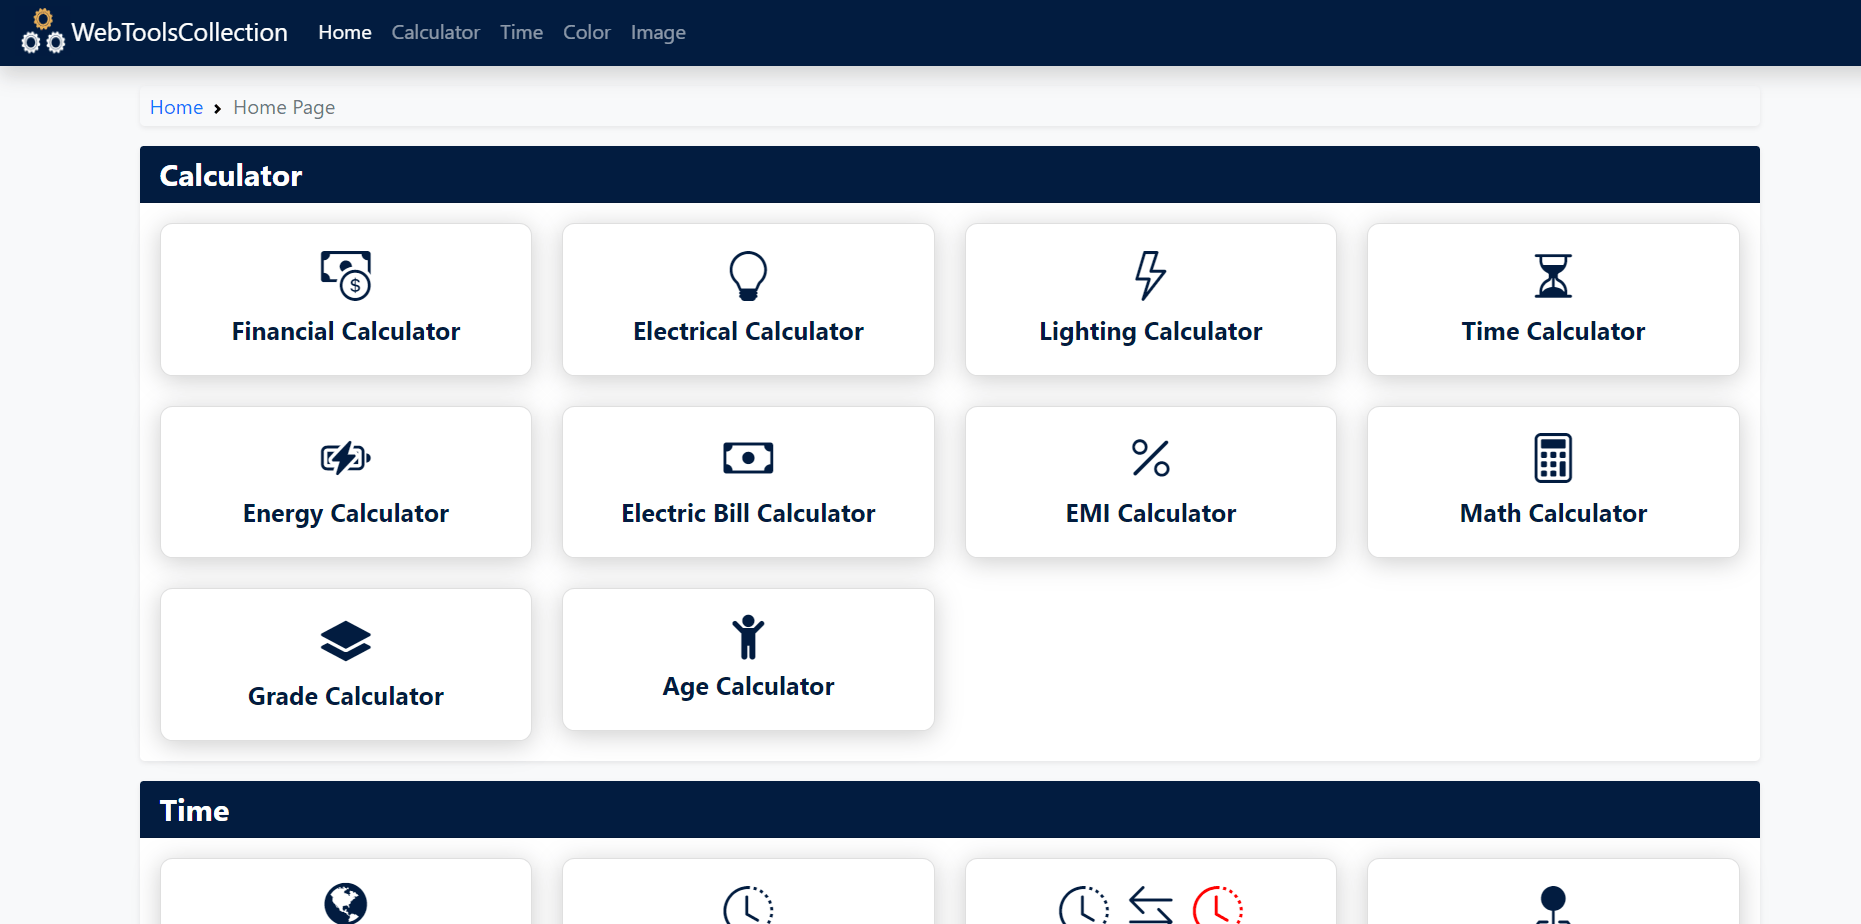 WebToolsCollection Home Calculator Time Color Image
Home Home Page
Calculator
Financial Calculator Electrical Calculator Lighting Calculator Time Calculator
Energy Calculator Electric Bill Calculator EMI Calculator Math Calculator
Grade Calculator Age Calculator
Time